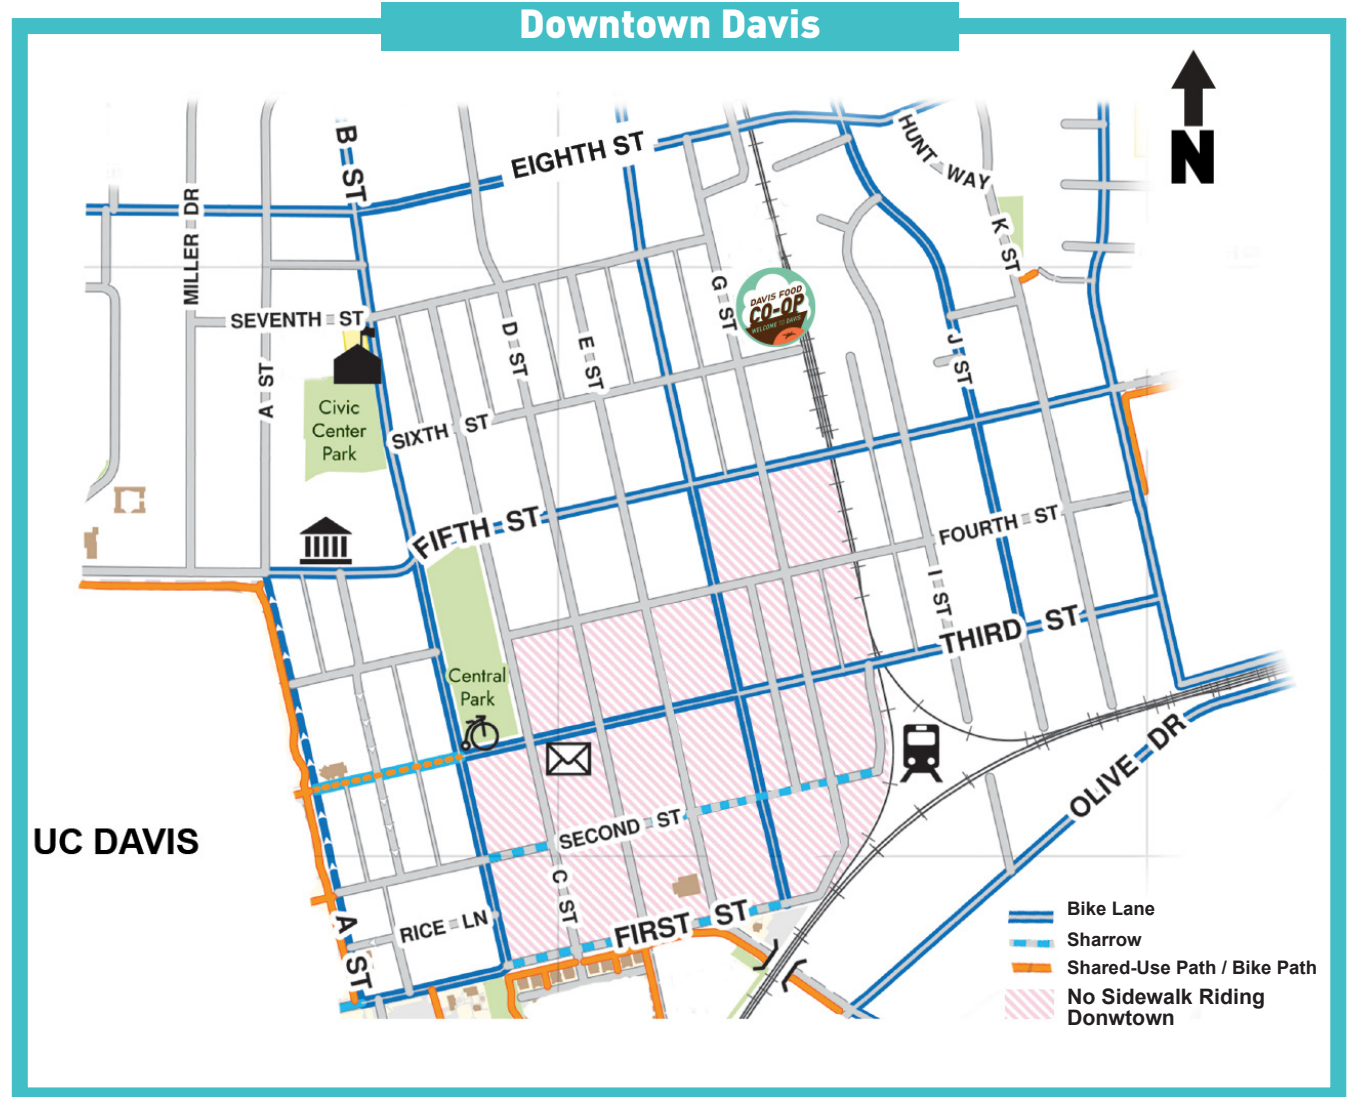 Downtown Davis
N
B ST
EIGHTH ST
HUNT WAY
MILLER DR
K ST
G ST
DAVIS FOOD
CO-OP
WELCOME TO DAVIS
SEVENTH ST
D ST
E ST
J ST
A ST
Civic
Center
Park
SIXTH ST
FIFTH ST
FOURTH ST
I ST
THIRD ST
Central
Park
OLIVE DR
UC DAVIS
SECOND ST
C ST
RICE LN
FIRST ST
A ST
Bike Lane
Sharrow
Shared-Use Path / Bike Path
No Sidewalk Riding
Donwtown